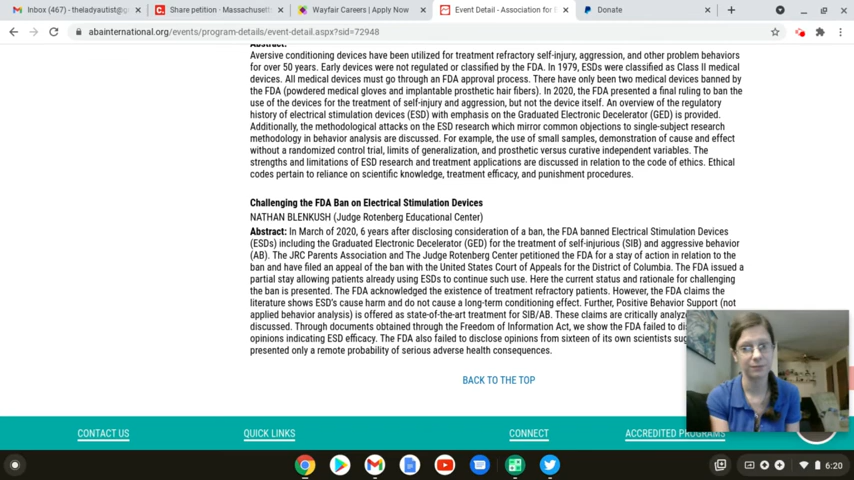 Inbox (467) - theladyautist@g
Share petition · Massachusett
Wayfair Careers | Apply Now
Event Detail - Association for B
Donate
abainternational.org/events/program-details/event-detail.aspx?sid=72948
Abstract:
Aversive conditioning devices have been utilized for treatment refractory self-injury, aggression, and other problem behaviors
for over 50 years. Early devices were not regulated or classified by the FDA. In 1979, ESDs were classified as Class II medical
devices. All medical devices must go through an FDA approval process. There have only been two medical devices banned by
the FDA (powdered medical gloves and implantable prosthetic hair fibers). In 2020, the FDA presented a final ruling to ban the
use of the devices for the treatment of self-injury and aggression, but not the device itself. An overview of the regulatory
history of electrical stimulation devices (ESD) with emphasis on the Graduated Electronic Decelerator (GED) is provided.
Additionally, the methodological attacks on the ESD research which mirror common objections to single-subject research
methodology in behavior analysis are discussed. For example, the use of small samples, demonstration of cause and effect
without a randomized control trial, limits of generalization, and prosthetic versus curative independent variables. The
strengths and limitations of ESD research and treatment applications are discussed in relation to the code of ethics. Ethical
codes pertain to reliance on scientific knowledge, treatment efficacy, and punishment procedures.
Challenging the FDA Ban on Electrical Stimulation Devices
NATHAN BLENKUSH (Judge Rotenberg Educational Center)
Abstract: In March of 2020, 6 years after disclosing consideration of a ban, the FDA banned Electrical Stimulation Devices
(ESDs) including the Graduated Electronic Decelerator (GED) for the treatment of self-injurious (SIB) and aggressive behavior
(AB). The JRC Parents Association and The Judge Rotenberg Center petitioned the FDA for a stay of action in relation to the
ban and have filed an appeal of the ban with the United States Court of Appeals for the District of Columbia. The FDA issued a
partial stay allowing patients already using ESDs to continue such use. Here the current status and rationale for challenging
the ban is presented. The FDA acknowledged the existence of treatment refractory patients. However, the FDA claims the
literature shows ESD's cause harm and do not cause a long-term conditioning effect. Further, Positive Behavior Support (not
applied behavior analysis) is offered as state-of-the-art treatment for SIB/AB. These claims are critically analyz
discussed. Through documents obtained through the Freedom of Information Act, we show the FDA failed to di
opinions indicating ESD efficacy. The FDA also failed to disclose opinions from sixteen of its own scientists su
presented only a remote probability of serious adverse health consequences.
BACK TO THE TOP
CONTACT US
QUICK LINKS
CONNECT
ACCREDITED PROGRAMS
6:20